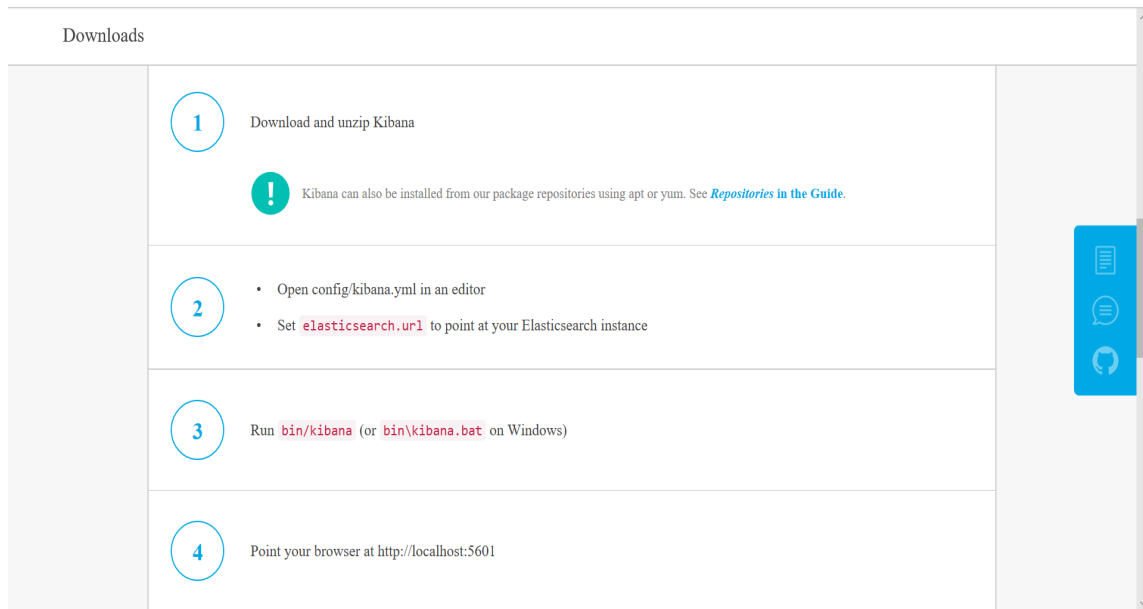 Downloads
1
Download and unzip Kibana
!
Kibana can also be installed from our package repositories using apt or yum. See Repositories in the Guide.
2
• Open config/kibana.yml in an editor
• Set elasticsearch.url to point at your Elasticsearch instance
3
Run bin/kibana (or bin\kibana.bat on Windows)
4
Point your browser at http://localhost:5601